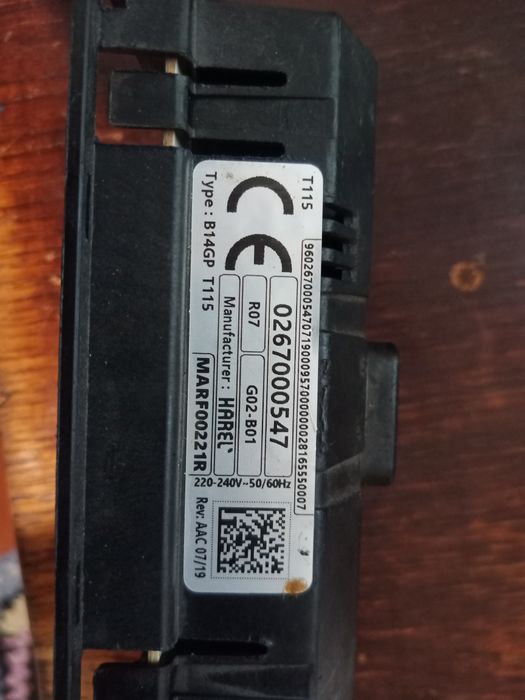 T115
9602670005470719000957000000028165550007
CE
0267000547
R07 G02-B01
Manufacturer : HAREL
220-240V~50/60Hz
Type : B14GP T115
MARF00221R
Rev: AAC 07/19